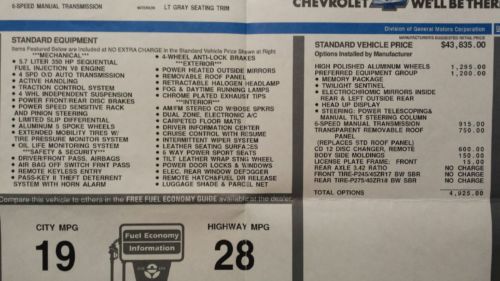 6-SPEED MANUAL TRANSMISSION INTERIOR: LT GRAY SEATING TRIM
CHEVROLET WE'LL BE THERE
Division of General Motors Corporation
STANDARD EQUIPMENT
Items Featured Below are Included at NO EXTRA CHARGE in the Standard Vehicle Price Shown at Right
***MECHANICAL***
• 5.7 LITER 350 HP SEQUENTIAL
FUEL INJECTION V8 ENGINE
• 4 SPD O/D AUTO TRANSMISSION
• ACTIVE HANDLING
• TRACTION CONTROL SYSTEM
• 4 WHL INDEPENDENT SUSPENSION
• POWER FRONT/REAR DISC BRAKES
• POWER SPEED SENSITIVE RACK
AND PINION STEERING
• LIMITED SLIP DIFFERENTIAL
• ALUMINUM 5 SPOKE WHEELS
• EXTENDED MOBILITY TIRES W/
TIRE PRESSURE MONITOR SYSTEM
• OIL LIFE MONITORING SYSTEM
***SAFETY & SECURITY***
• DRIVER/FRONT PASS. AIRBAGS
• AIR BAG OFF SWITCH FRNT PASS
• REMOTE KEYLESS ENTRY
• PASS-KEY II THEFT DETERRENT
SYSTEM WITH HORN ALARM
• 4-WHEEL ANTI-LOCK BRAKES
***EXTERIOR***
• POWER HEATED OUTSIDE MIRRORS
• REMOVABLE ROOF PANEL
• RETRACTABLE HALOGEN HEADLAMP
• FOG & DAYTIME RUNNING LAMPS
• CHROME PLATED EXHAUST TIPS
***INTERIOR***
• AM/FM STEREO CD W/BOSE SPKRS
• DUAL ZONE, ELECTRONIC A/C
• CARPETED FLOOR MATS
• DRIVER INFORMATION CENTER
• CRUISE CONTROL WITH RESUME
• INTERMITTENT WIPER SYSTEM
• LEATHER SEATING SURFACES
• 6 WAY POWER SPORT SEATS
• TILT LEATHER WRAP STNG WHEEL
• POWER DOOR LOCKS & WINDOWS
• ELEC. REAR WINDOW DEFOGGER
• REMOTE HATCH&FUEL DR RELEASE
• LUGGAGE SHADE & PARCEL NET
MANUFACTURER'S SUGGESTED RETAIL PRICE
STANDARD VEHICLE PRICE $43,835.00
Options Installed by Manufacturer
HIGH POLISHED ALUMINUM WHEELS 1,295.00
PREFERRED EQUIPMENT GROUP 1,200.00
• MEMORY PACKAGE
• TWILIGHT SENTINEL
• ELECTROCHROMIC MIRRORS INSIDE
REAR & LEFT OUTSIDE REAR
• HEAD UP DISPLAY
• STEERING: POWER TELESCOPING&
MANUAL TILT STEERING COLUMN
6-SPEED MANUAL TRANSMISSION 915.00
TRANSPARENT REMOVABLE ROOF 750.00
PANEL
(REPLACES STD ROOF PANEL)
CD 12 DISC CHANGER, REMOTE 600.00
BODY SIDE MOLDINGS 150.00
LICENSE PLATE FRAME: FRONT 15.00
REAR AXLE 3.42 RATIO NO CHARGE
FRONT TIRE-P245/45ZR17 BW SBR NO CHARGE
REAR TIRE-P275/40ZR18 BW SBR NO CHARGE
TOTAL OPTIONS 4,925.00
Compare this vehicle to others in the FREE FUEL ECONOMY GUIDE available at the dealer.
CITY MPG
19
Fuel Economy
Information
HIGHWAY MPG
28